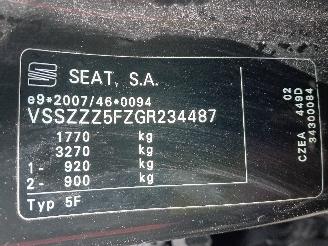 SEAT, S.A.
e9*2007/46*0094
VSSZZZ5FZGR234487
1770 kg
3270 kg
1- 920 kg
2- 900 kg
Typ 5F
CZEA 449D 02
34300084